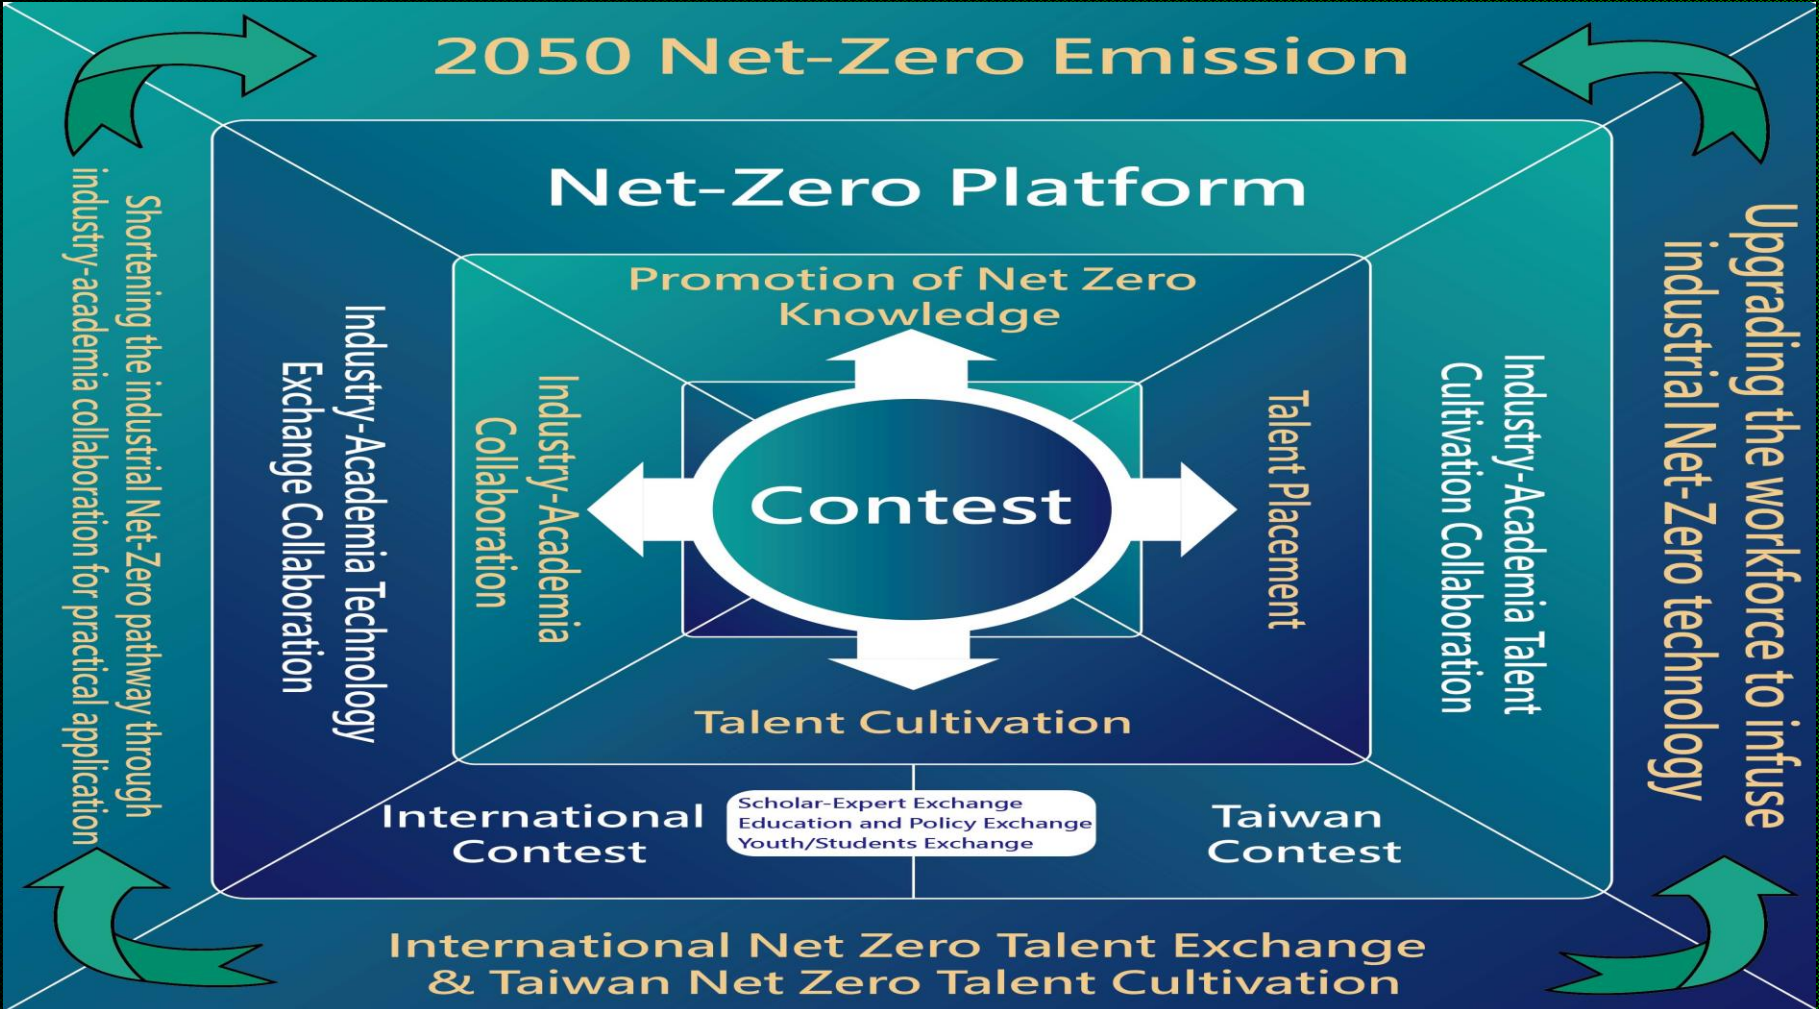 2050 Net-Zero Emission
Net-Zero Platform
Promotion of Net Zero
Knowledge
Shortening the industrial Net-Zero pathway through
industry-academia collaboration for practical application
Industry-Academia Technology
Exchange Collaboration
Industry-Academia
Collaboration
Contest
Talent Placement
Industry-Academia Talent
Cultivation Collaboration
Upgrading the workforce to infuse
industrial Net-Zero technology
Talent Cultivation
International
Contest
Scholar-Expert Exchange
Education and Policy Exchange
Youth/Students Exchange
Taiwan
Contest
International Net Zero Talent Exchange
& Taiwan Net Zero Talent Cultivation